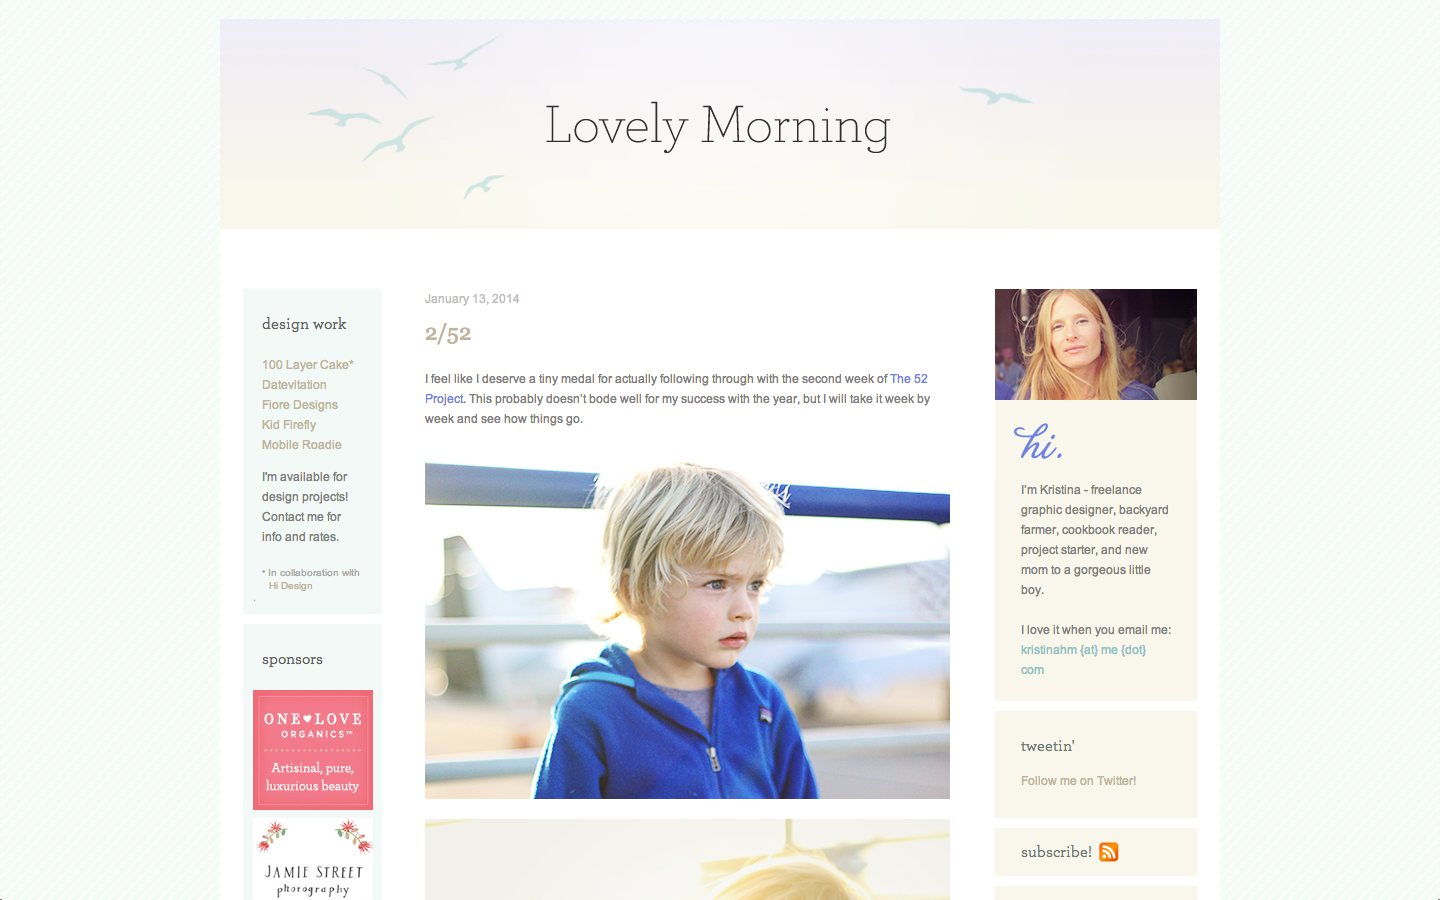 Lovely Morning
design work
100 Layer Cake*
Datevitation
Fiore Designs
Kid Firefly
Mobile Roadie
I'm available for
design projects!
Contact me for
info and rates.
* In collaboration with
Hi Design
.
sponsors
ONE LOVE
ORGANICS™
Artisinal, pure,
luxurious beauty
JAMIE STREET
photography
January 13, 2014
2/52
I feel like I deserve a tiny medal for actually following through with the second week of The 52
Project. This probably doesn't bode well for my success with the year, but I will take it week by
week and see how things go.
hi.
I'm Kristina - freelance
graphic designer, backyard
farmer, cookbook reader,
project starter, and new
mom to a gorgeous little
boy.
I love it when you email me:
kristinahm {at} me {dot}
com
tweetin'
Follow me on Twitter!
subscribe!